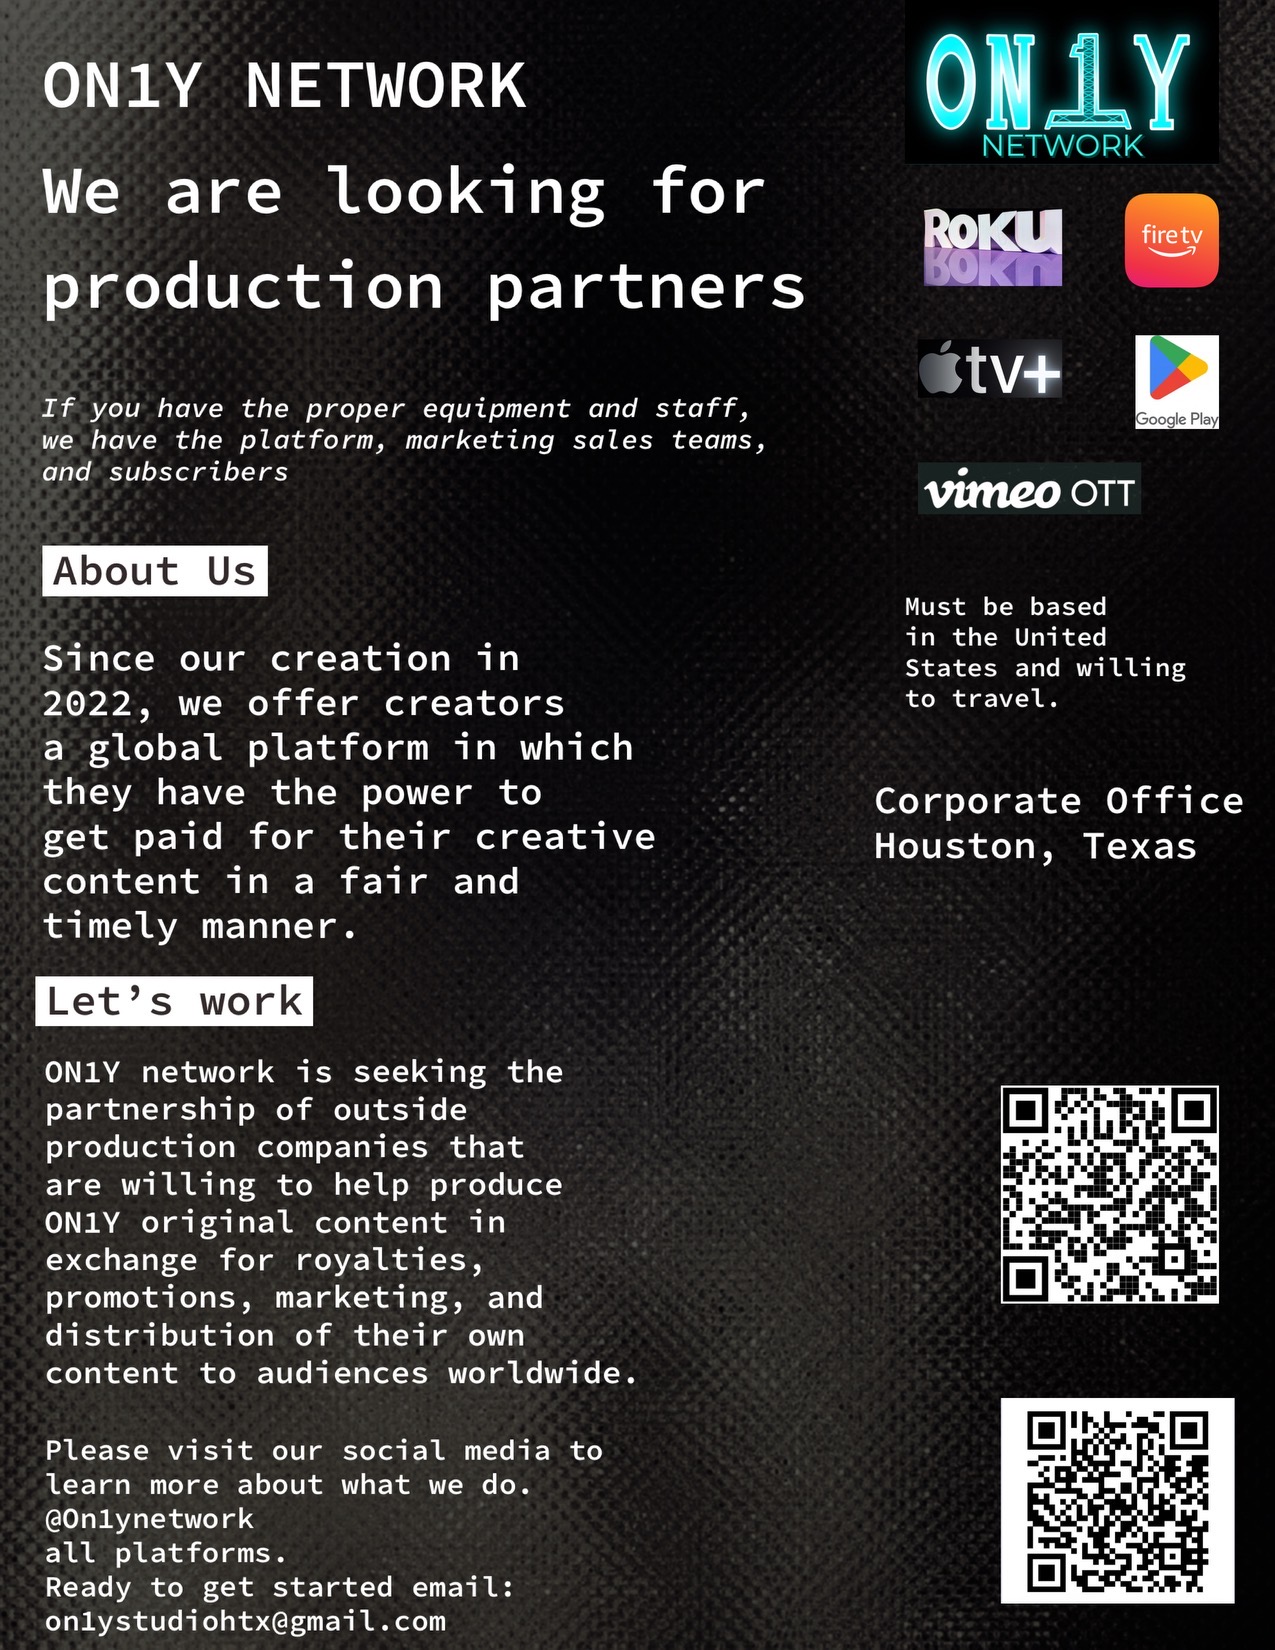 ON1Y NETWORK
We are looking for
production partners
If you have the proper equipment and staff,
we have the platform, marketing sales teams,
and subscribers
About Us
Since our creation in
2022, we offer creators
a global platform in which
they have the power to
get paid for their creative
content in a fair and
timely manner.
Let’s work
ON1Y network is seeking the
partnership of outside
production companies that
are willing to help produce
ON1Y original content in
exchange for royalties,
promotions, marketing, and
distribution of their own
content to audiences worldwide.
Please visit our social media to
learn more about what we do.
@On1ynetwork
all platforms.
Ready to get started email:
on1ystudiohtx@gmail.com
ON1Y
NETWORK
ROKU
fire tv
tv+
Google Play
vimeo OTT
Must be based
in the United
States and willing
to travel.
Corporate Office
Houston, Texas